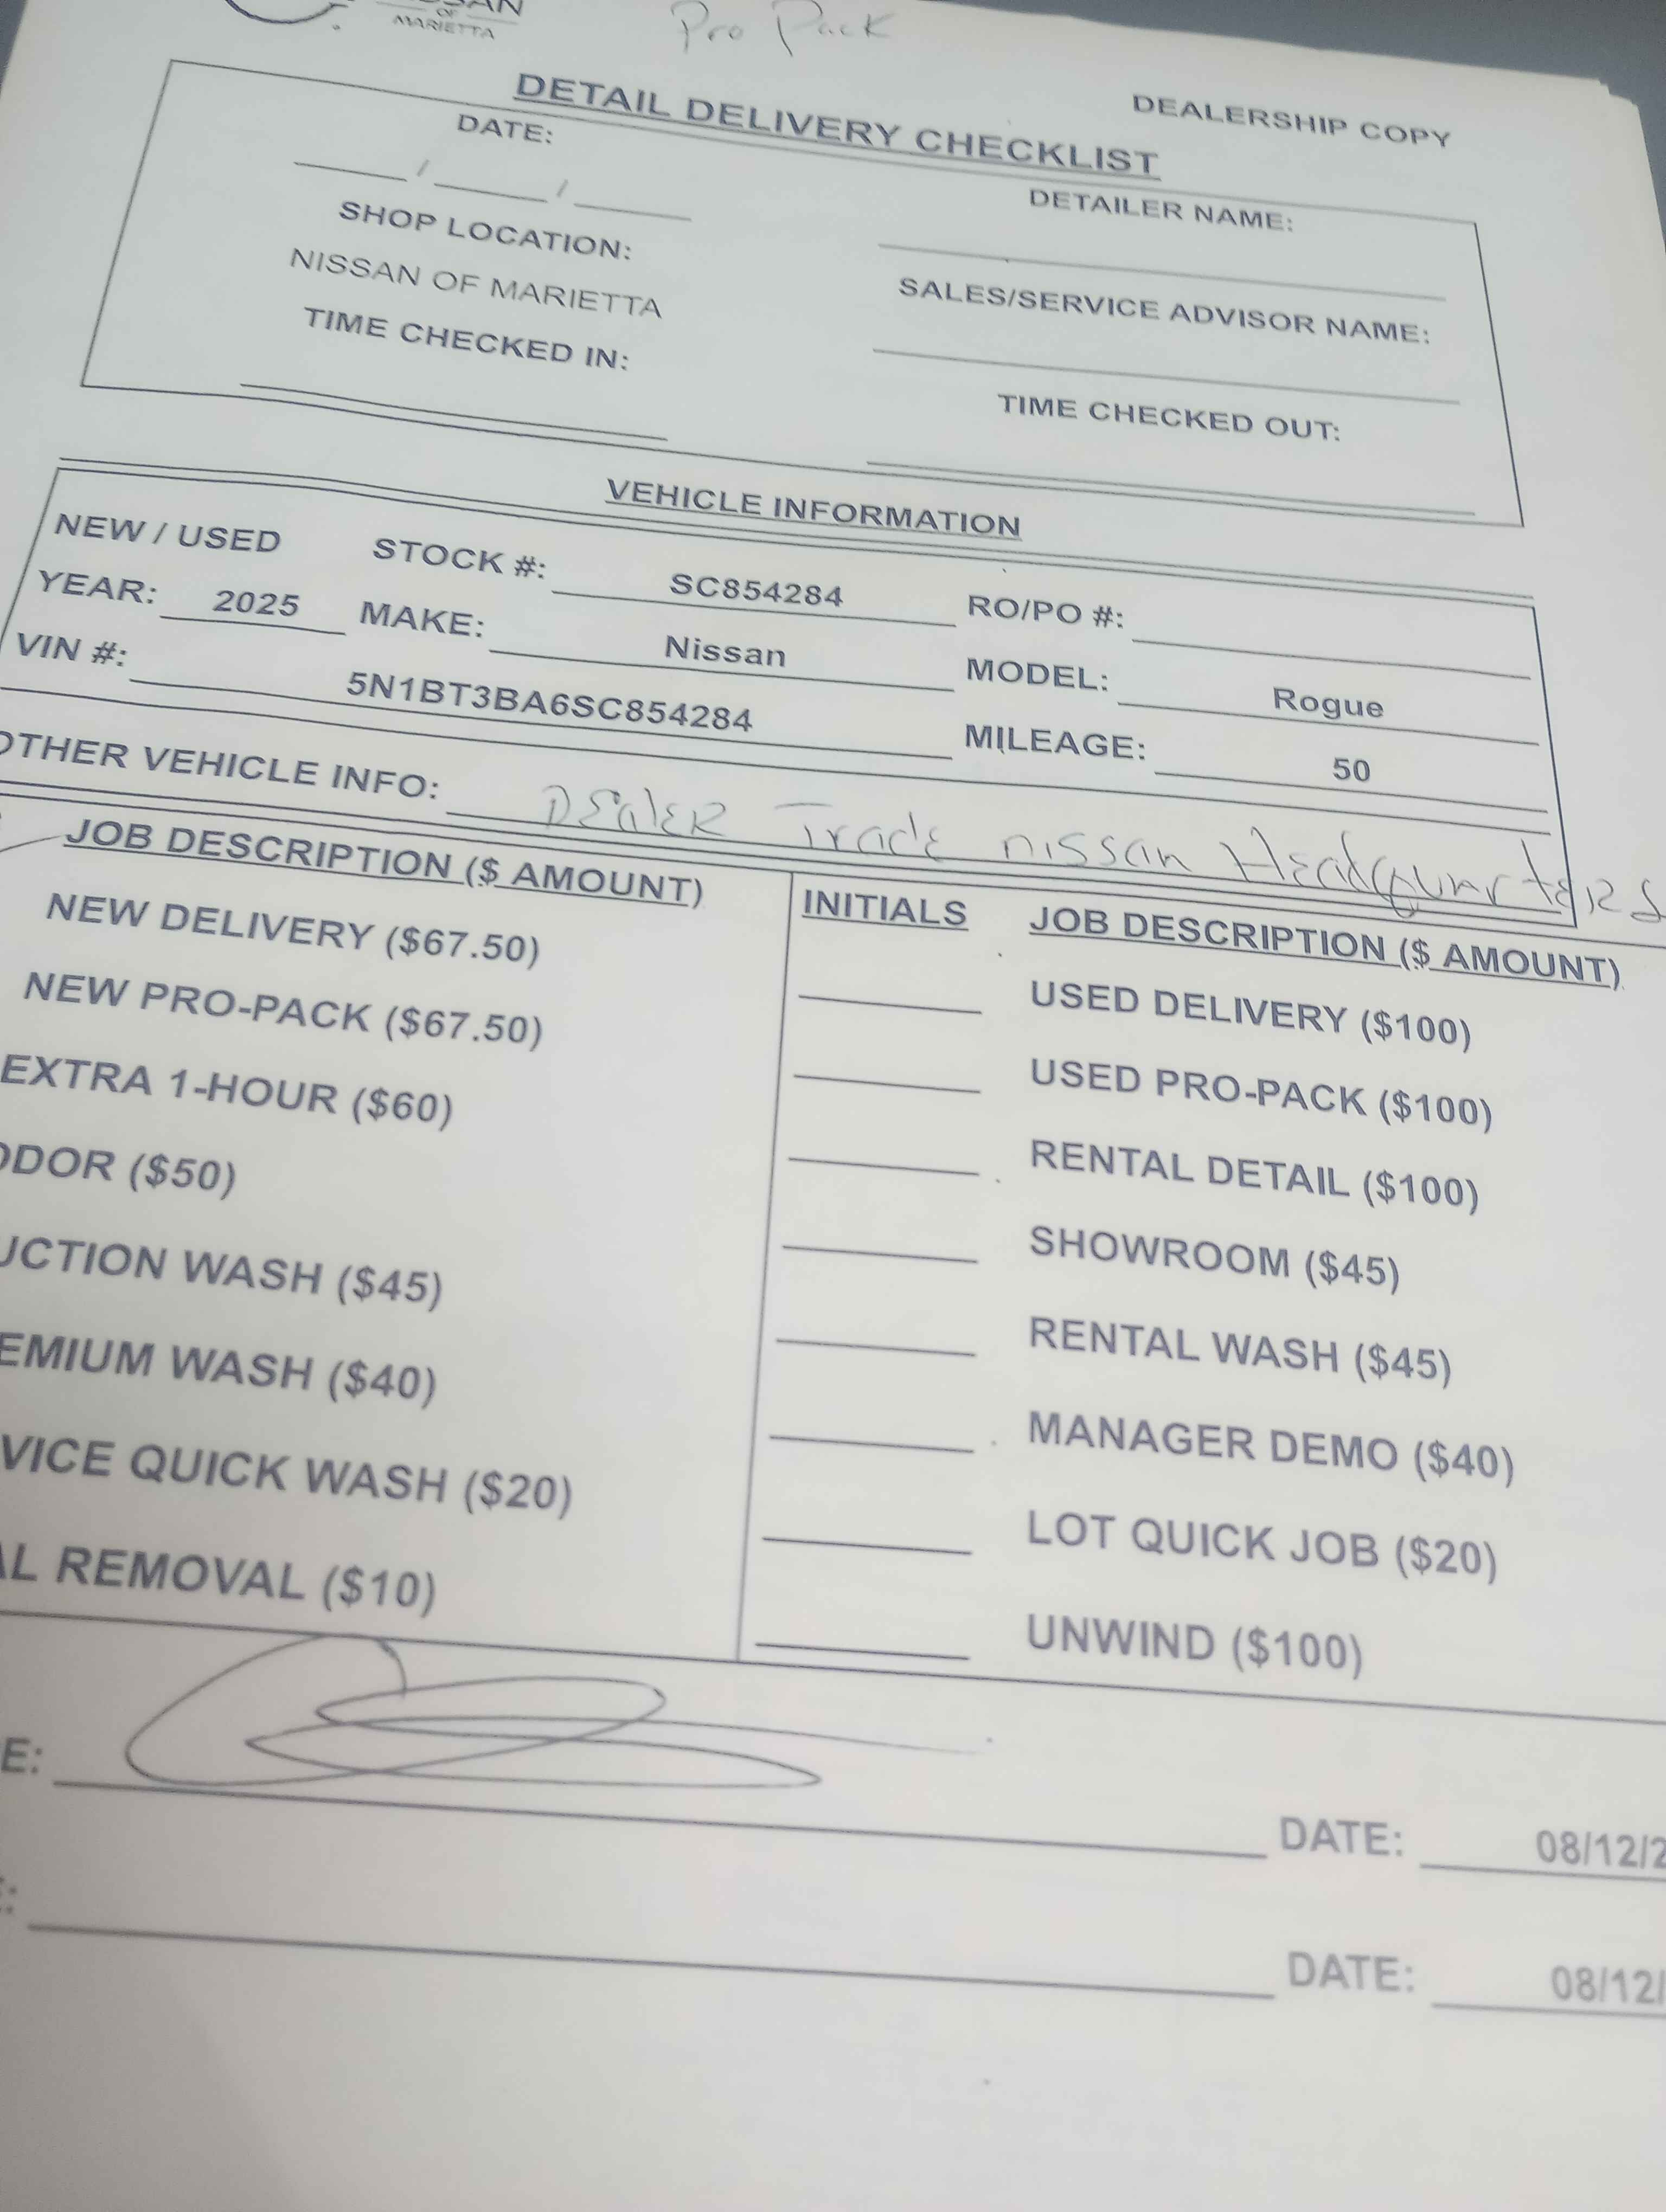 OF
MARIETTA
Pro Pack
DEALERSHIP COPY
DETAIL DELIVERY CHECKLIST
DATE:
____/____/____
DETAILER NAME:
SHOP LOCATION:
NISSAN OF MARIETTA
SALES/SERVICE ADVISOR NAME:
TIME CHECKED IN:
TIME CHECKED OUT:
VEHICLE INFORMATION
NEW / USED STOCK #: SC854284 RO/PO #:
YEAR: 2025 MAKE: Nissan MODEL: Rogue
VIN #: 5N1BT3BA6SC854284 MILEAGE: 50
OTHER VEHICLE INFO: Dealer Trade nissan Headquarters
JOB DESCRIPTION ($ AMOUNT) INITIALS JOB DESCRIPTION ($ AMOUNT)
NEW DELIVERY ($67.50) USED DELIVERY ($100)
NEW PRO-PACK ($67.50) USED PRO-PACK ($100)
EXTRA 1-HOUR ($60) RENTAL DETAIL ($100)
ODOR ($50) SHOWROOM ($45)
UCTION WASH ($45) RENTAL WASH ($45)
EMIUM WASH ($40) MANAGER DEMO ($40)
VICE QUICK WASH ($20) LOT QUICK JOB ($20)
AL REMOVAL ($10) UNWIND ($100)
E: DATE: 08/12/2
DATE: 08/12/